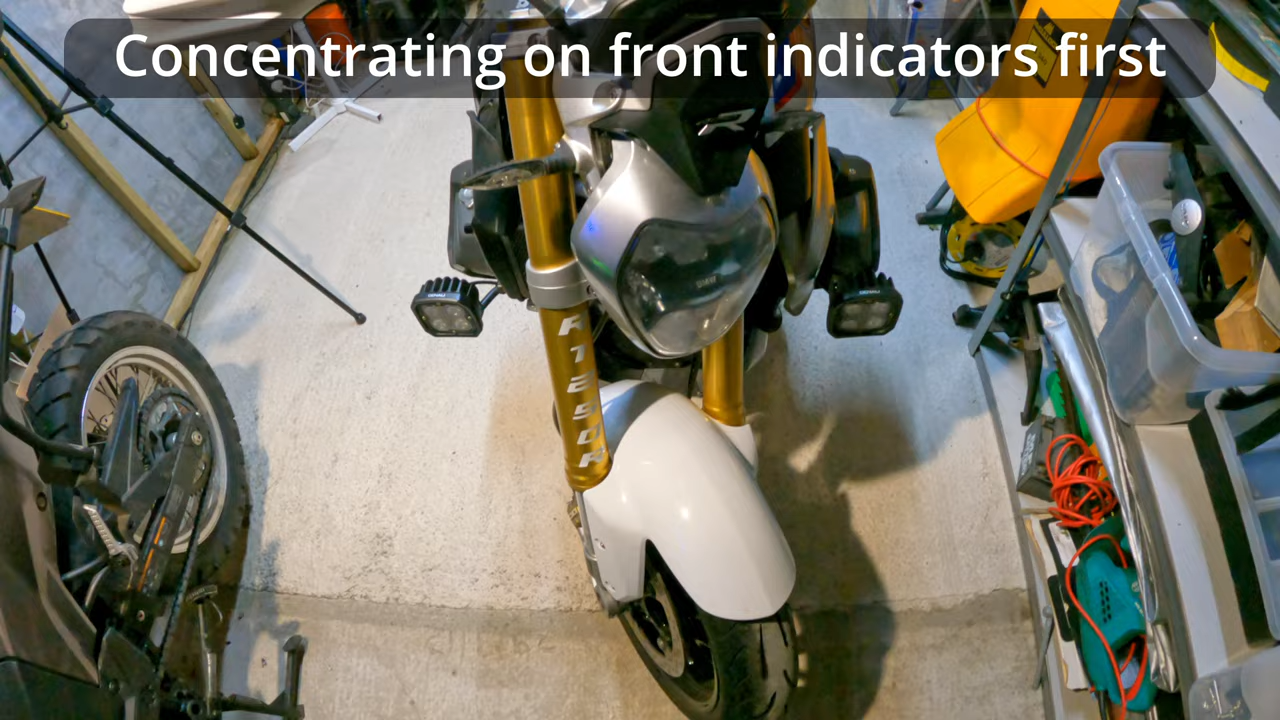 Concentrating on front indicators first
R
R1250R